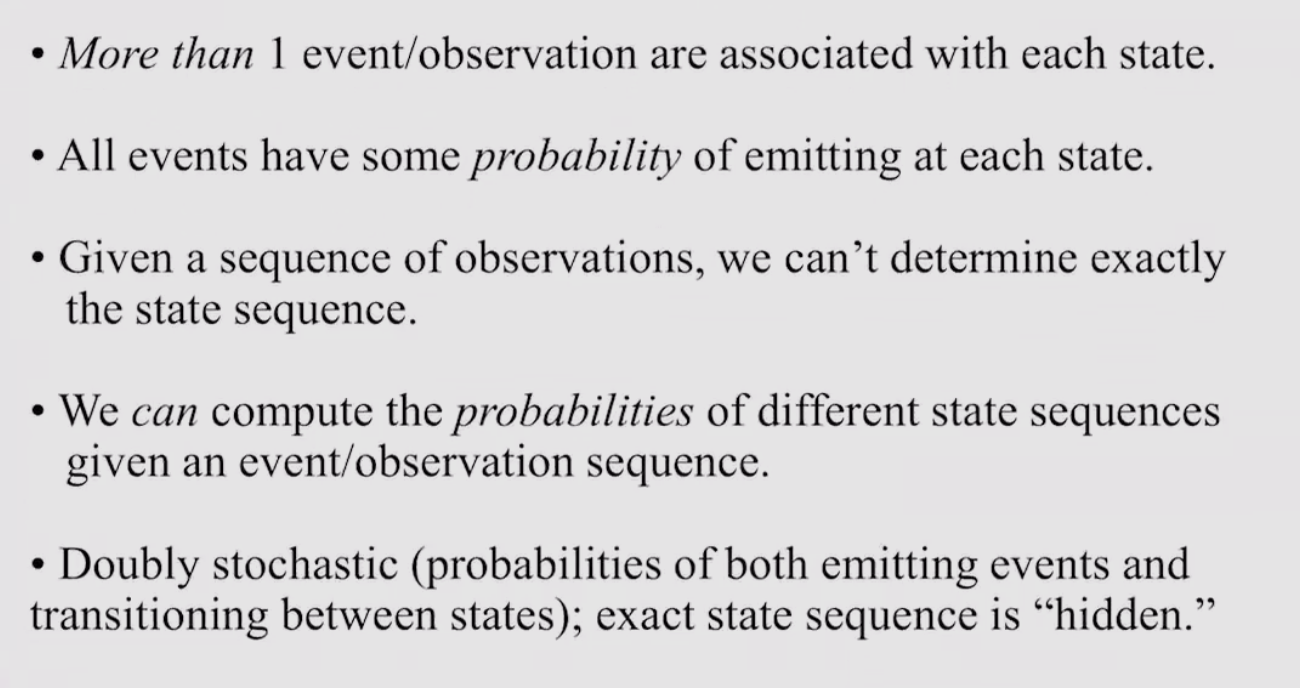 • More than 1 event/observation are associated with each state.
• All events have some probability of emitting at each state.
• Given a sequence of observations, we can’t determine exactly
the state sequence.
• We can compute the probabilities of different state sequences
given an event/observation sequence.
• Doubly stochastic (probabilities of both emitting events and
transitioning between states); exact state sequence is “hidden.”